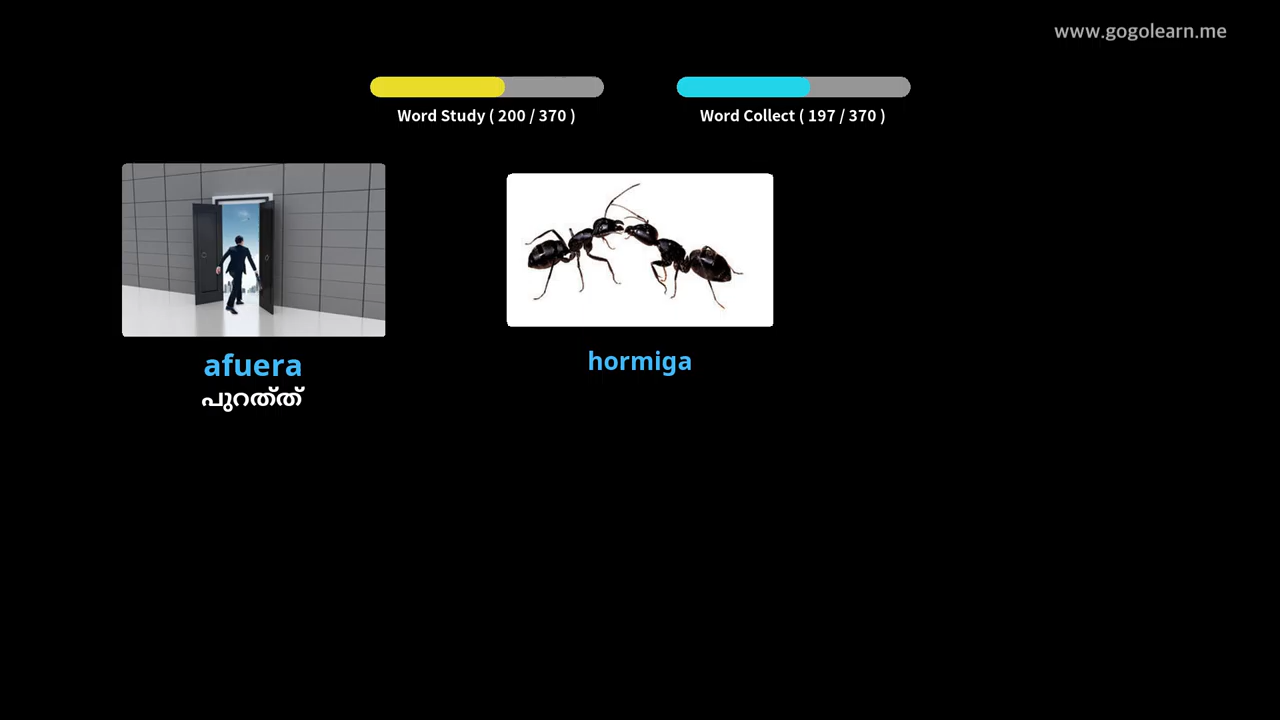 www.gogolearn.me
Word Study ( 200 / 370 )
Word Collect ( 197 / 370 )
afuera
പുറത്ത്
hormiga